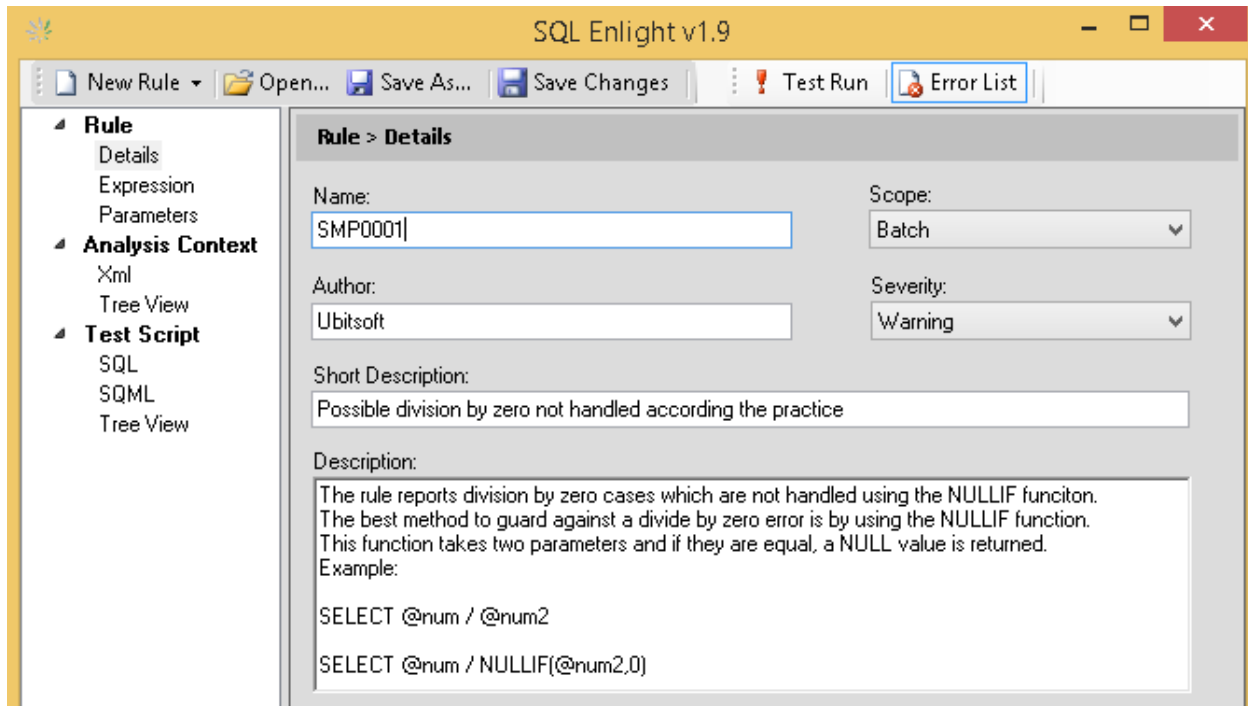 SQL Enlight v1.9
New Rule Open... Save As... Save Changes Test Run Error List
Rule
Details
Expression
Parameters
Analysis Context
Xml
Tree View
Test Script
SQL
SQML
Tree View
Rule > Details
Name:
SMP0001
Scope:
Batch
Author:
Ubitsoft
Severity:
Warning
Short Description:
Possible division by zero not handled according the practice
Description:
The rule reports division by zero cases which are not handled using the NULLIF funciton.
The best method to guard against a divide by zero error is by using the NULLIF function.
This function takes two parameters and if they are equal, a NULL value is returned.
Example:
SELECT @num / @num2
SELECT @num / NULLIF(@num2,0)